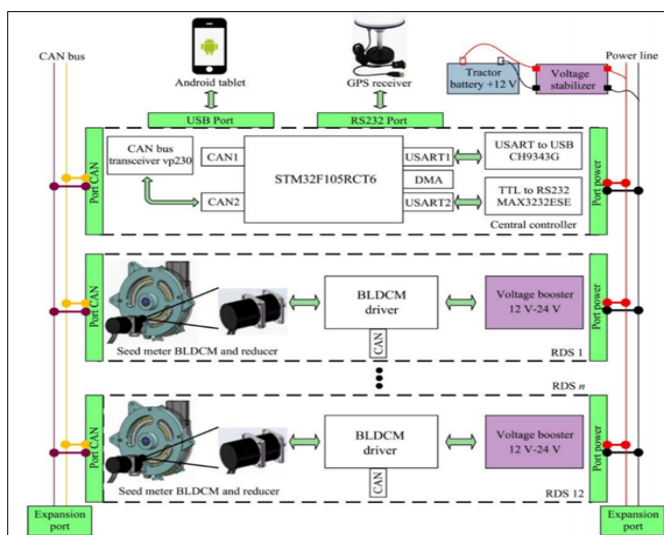 CAN bus
Android tablet
GPS
receiver
Tractor
battery +12 V
Voltage
stabilizer
Power line
USB Port
RS232 Port
Port CAN
CAN bus
transceiver vp230
CAN1
CAN2
STM32F105RCT6
USART1
DMA
USART2
USART to USB
CH9343G
TTL to RS232
MAX3232ESE
Central controller
Port power
Port CAN
Seed meter BLDCM and reducer
BLDCM
driver
CAN
Voltage booster
12 V-24 V
RDS 1
Port power
RDS n
Port CAN
Seed meter BLDCM and reducer
BLDCM
driver
CAN
Voltage booster
12 V-24 V
RDS 12
Port power
Expansion
port
Expansion
port